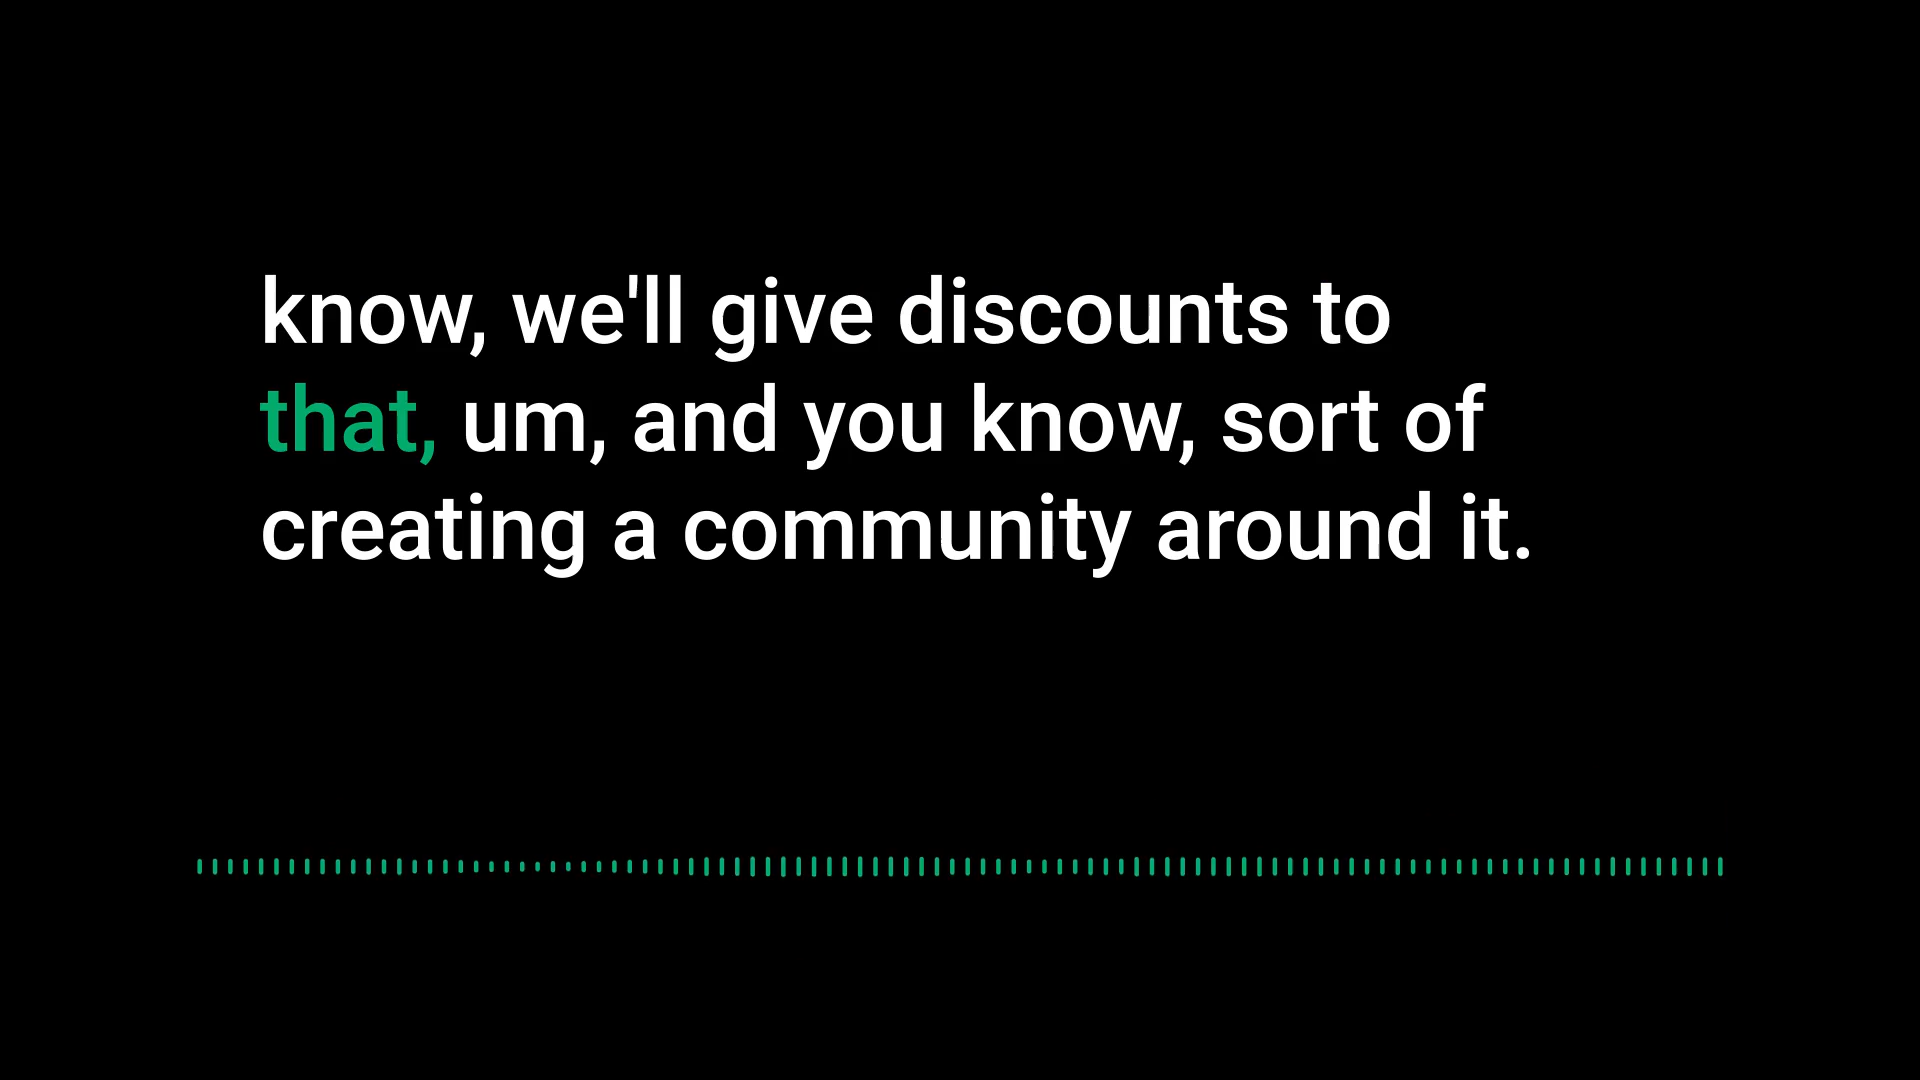 know, we'll give discounts to
that, um, and you know, sort of
creating a community around it.